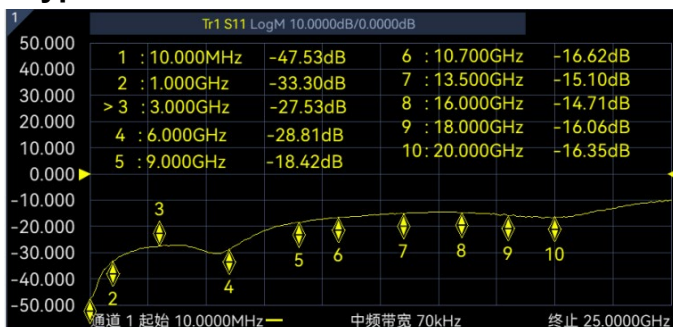 1
Tr1 S11 LogM 10.0000dB/0.0000dB
50.000
40.000
30.000
20.000
10.000
0.000
-10.000
-20.000
-30.000
-40.000
-50.000
1 : 10.000MHz -47.53dB
2 : 1.000GHz -33.30dB
>3 : 3.000GHz -27.53dB
4 : 6.000GHz -28.81dB
5 : 9.000GHz -18.42dB
6 : 10.700GHz -16.62dB
7 : 13.500GHz -15.10dB
8 : 16.000GHz -14.71dB
9 : 18.000GHz -16.06dB
10: 20.000GHz -16.35dB
3
2
4
5
6
7
8
9
10
通道 1 起始 10.0000MHz 中频带宽 70kHz 终止 25.0000GHz